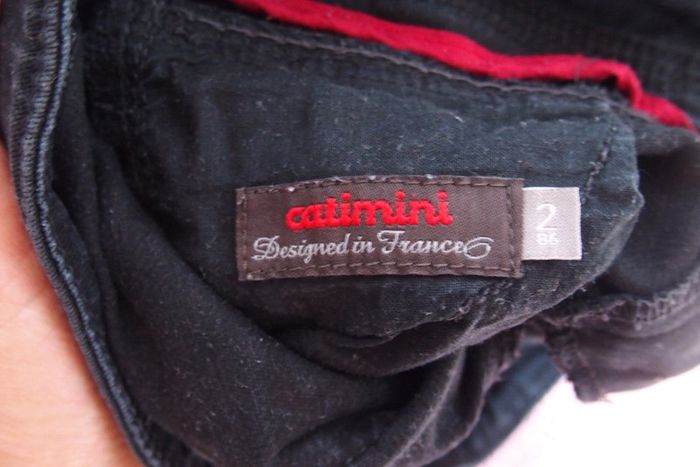 catimini
Designed in France
2
86